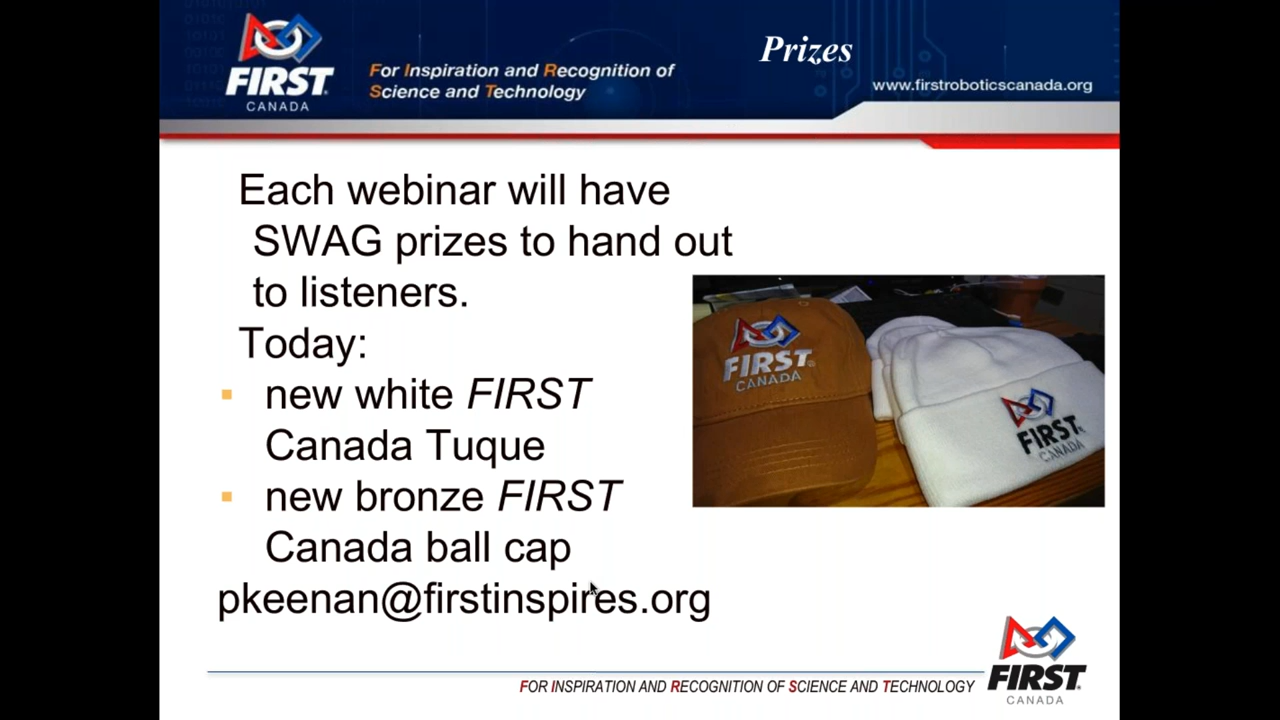 FIRST
CANADA
For Inspiration and Recognition of
Science and Technology
Prizes
www.firstroboticscanada.org
Each webinar will have
SWAG prizes to hand out
to listeners.
Today:
▪ new white FIRST
Canada Tuque
▪ new bronze FIRST
Canada ball cap
pkeenan@firstinspires.org
FIRST
CANADA
FIRST
CANADA
FOR INSPIRATION AND RECOGNITION OF SCIENCE AND TECHNOLOGY
FIRST
CANADA